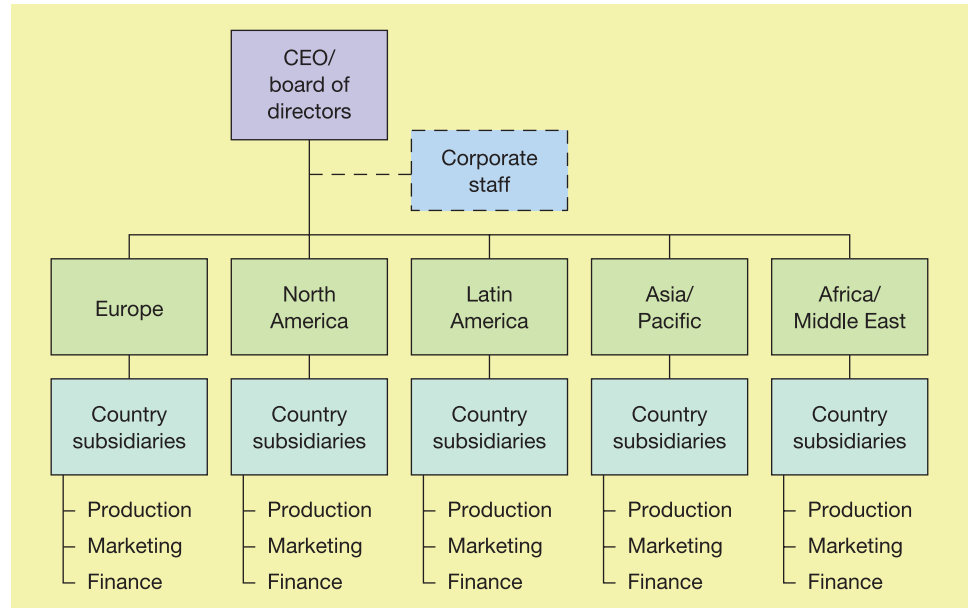 CEO/
board of
directors
Corporate
staff
Europe
North
America
Latin
America
Asia/
Pacific
Africa/
Middle East
Country
subsidiaries
Country
subsidiaries
Country
subsidiaries
Country
subsidiaries
Country
subsidiaries
Production
Marketing
Finance
Production
Marketing
Finance
Production
Marketing
Finance
Production
Marketing
Finance
Production
Marketing
Finance